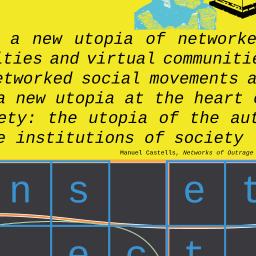 a new utopia of networke
ities and virtual communitie
etworked social movements a
a new utopia at the heart o
ety: the utopia of the aut
e institutions of society
Manuel Castells, Networks of Outrage
n s e t
e c t